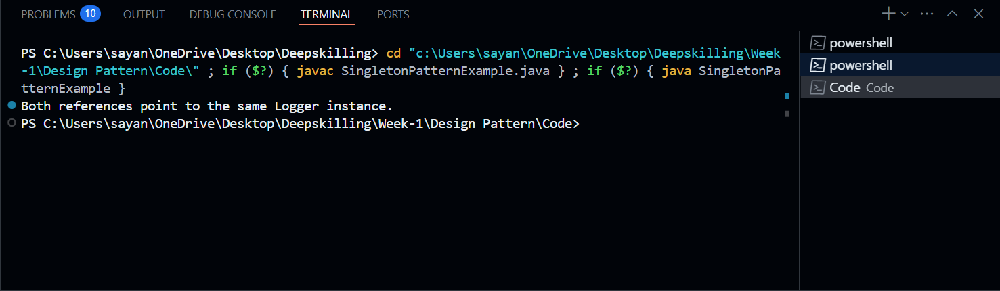 PROBLEMS 10 OUTPUT DEBUG CONSOLE TERMINAL PORTS
PS C:\Users\sayan\OneDrive\Desktop\Deepskilling> cd "c:\Users\sayan\OneDrive\Desktop\Deepskilling\Week
-1\Design Pattern\Code\" ; if ($?) { javac SingletonPatternExample.java } ; if ($?) { java SingletonPa
tternExample }
Both references point to the same Logger instance.
PS C:\Users\sayan\OneDrive\Desktop\Deepskilling\Week-1\Design Pattern\Code>
powershell
powershell
Code Code